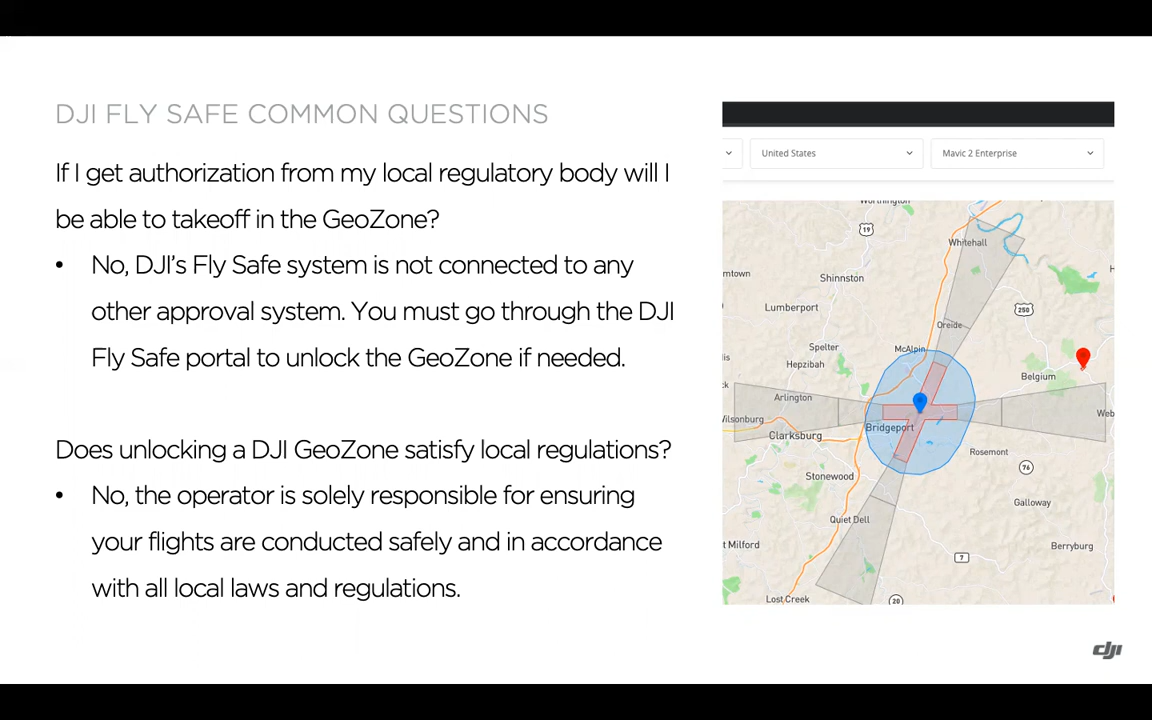 DJI FLY SAFE COMMON QUESTIONS
If I get authorization from my local regulatory body will I
be able to takeoff in the GeoZone?
• No, DJI's Fly Safe system is not connected to any
other approval system. You must go through the DJI
Fly Safe portal to unlock the GeoZone if needed.
Does unlocking a DJI GeoZone satisfy local regulations?
• No, the operator is solely responsible for ensuring
your flights are conducted safely and in accordance
with all local laws and regulations.
United States
Mavic 2 Enterprise
Worthington
19
Whitehall
mtown
Shinnston
Lumberport
250
Oreide
Spelter
McAlpin
Hepzibah
Belgium
Arlington
Wilsonburg
Web
Bridgeport
Clarksburg
Rosemont
Stonewood
76
Galloway
Quiet Dell
t Milford
7
Berryburg
Lost Creek
20
dji